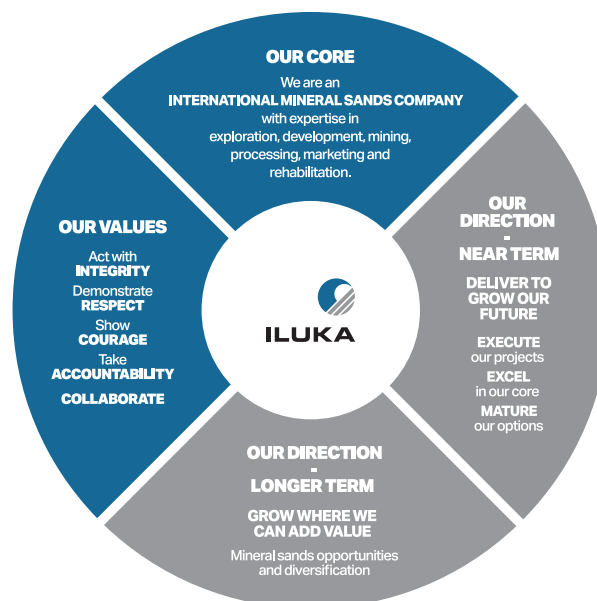 OUR CORE
We are an
INTERNATIONAL MINERAL SANDS COMPANY
with expertise in
exploration, development, mining,
processing, marketing and
rehabilitation.
OUR
DIRECTION
-
NEAR TERM
DELIVER TO
GROW OUR
FUTURE
EXECUTE
our projects
EXCEL
in our core
MATURE
our options
OUR DIRECTION
-
LONGER TERM
GROW WHERE WE
CAN ADD VALUE
Mineral sands opportunities
and diversification
OUR VALUES
Act with
INTEGRITY
Demonstrate
RESPECT
Show
COURAGE
Take
ACCOUNTABILITY
COLLABORATE
ILUKA